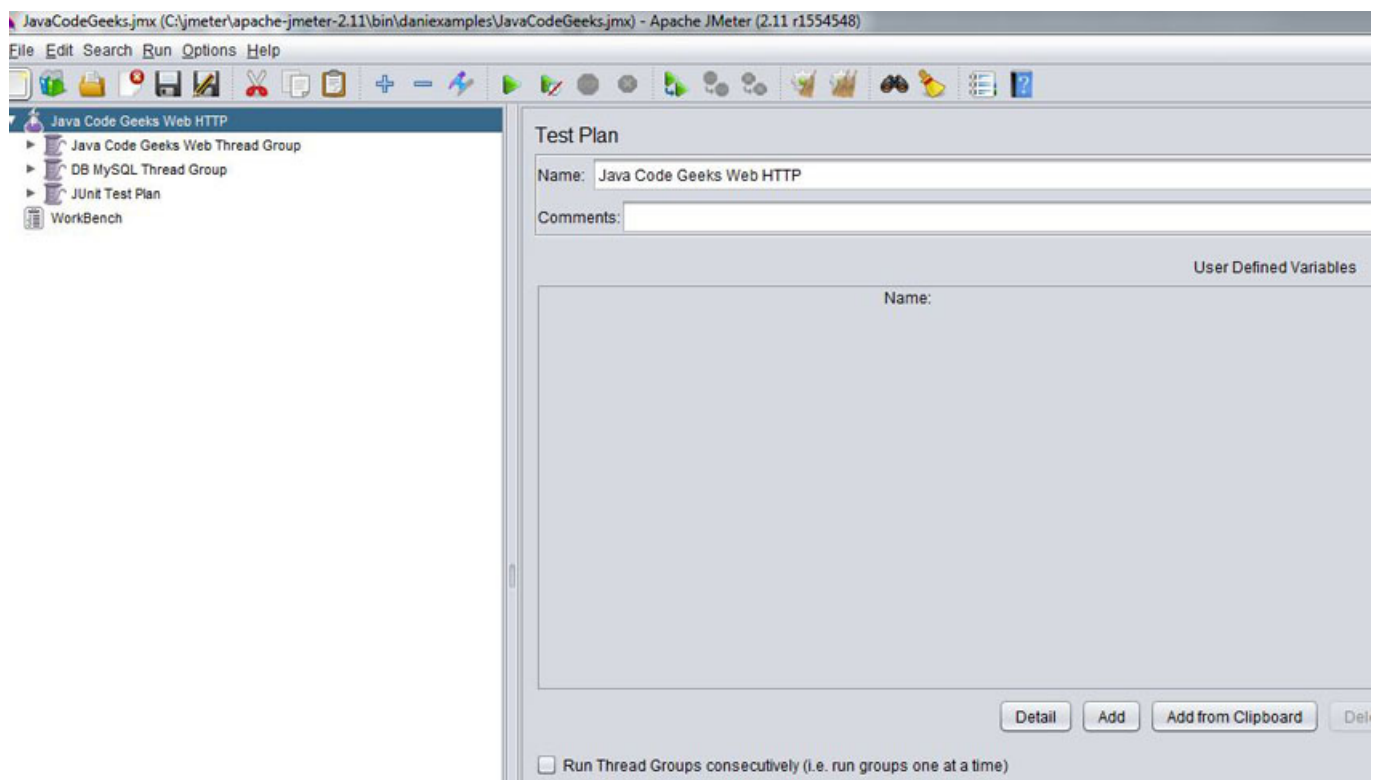 JavaCodeGeeks.jmx (C:\jmeter\apache-jmeter-2.11\bin\daniexamples\JavaCodeGeeks.jmx) - Apache JMeter (2.11 r1554548)
File Edit Search Run Options Help
Java Code Geeks Web HTTP
Java Code Geeks Web Thread Group
DB MySQL Thread Group
JUnit Test Plan
WorkBench
Test Plan
Name: Java Code Geeks Web HTTP
Comments:
User Defined Variables
Name:
Detail Add Add from Clipboard Del
Run Thread Groups consecutively (i.e. run groups one at a time)